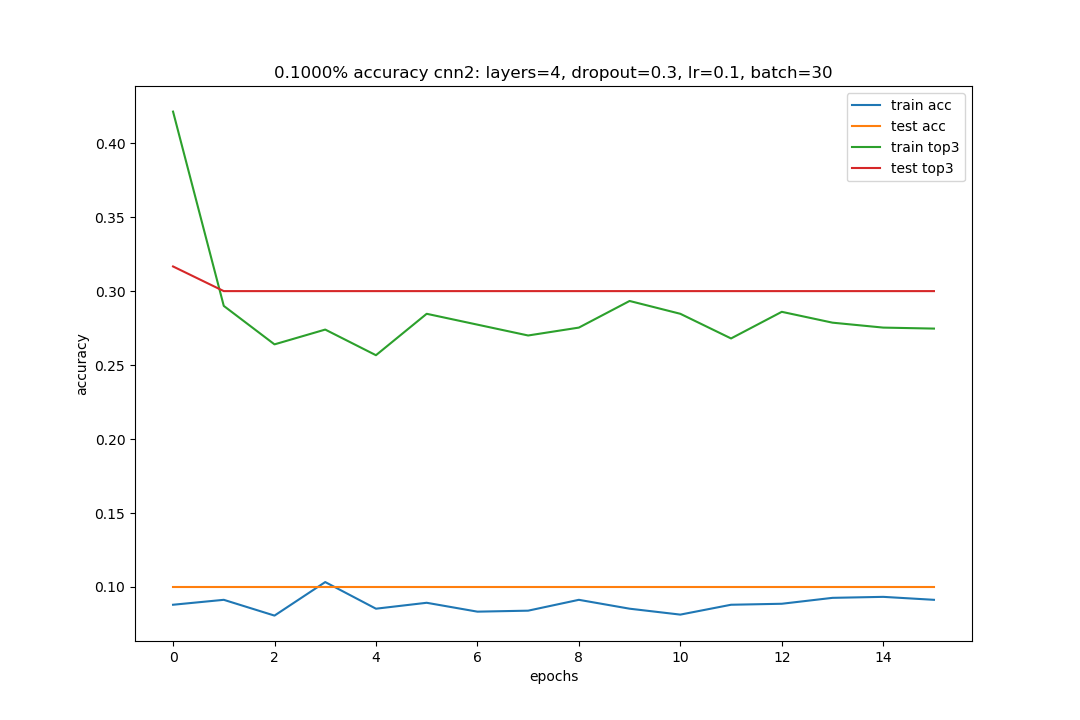 0.1000% accuracy cnn2: layers=4, dropout=0.3, lr=0.1, batch=30
train acc
test acc
train top3
test top3
0.40
0.35
0.30
0.25
0.20
0.15
0.10
accuracy
0 2 4 6 8 10 12 14
epochs